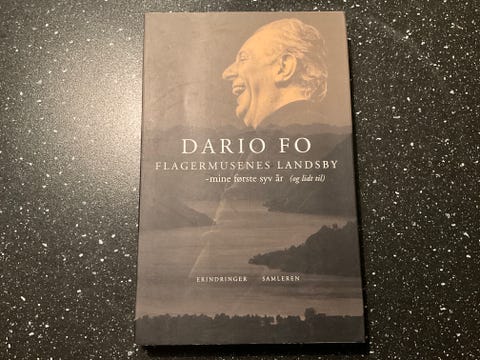 DARIO FO
FLAGERMUSENES LANDSBY
-mine første syv år (og lidt til)
ERINDRINGER SAMLEREN